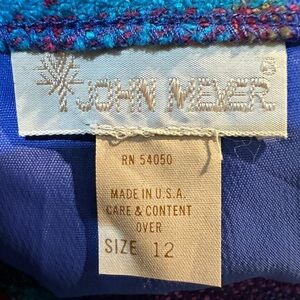 JOHN MEYER
RN 54050
MADE IN U.S.A.
CARE & CONTENT
OVER
SIZE 12